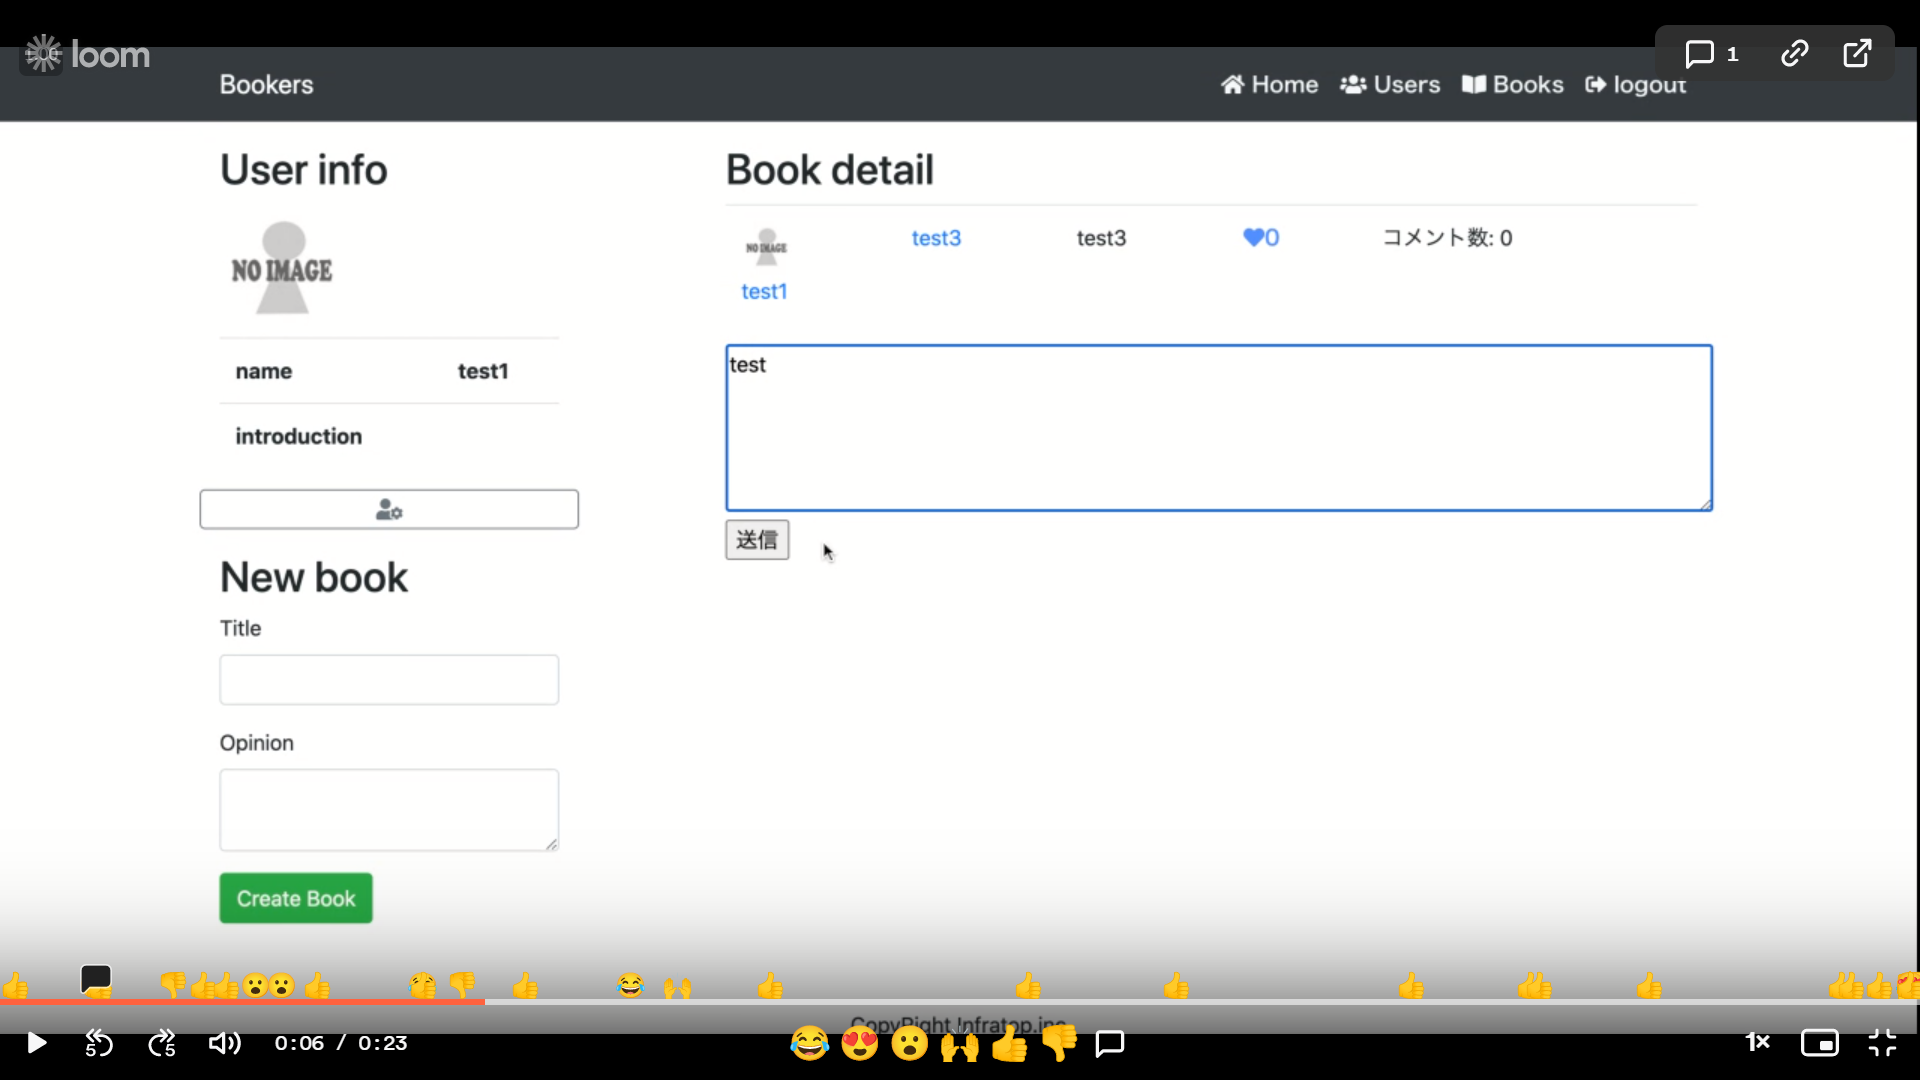 loom
1
Bookers
Home Users Books logout
User info
Book detail
NO IMAGE
NO IMAGE
test3 test3 0 コメント数: 0
test1
name test1
introduction
test
送信
New book
Title
Opinion
Create Book
CopyRight Infratop.inc
5 5 0:06 / 0:23 1×